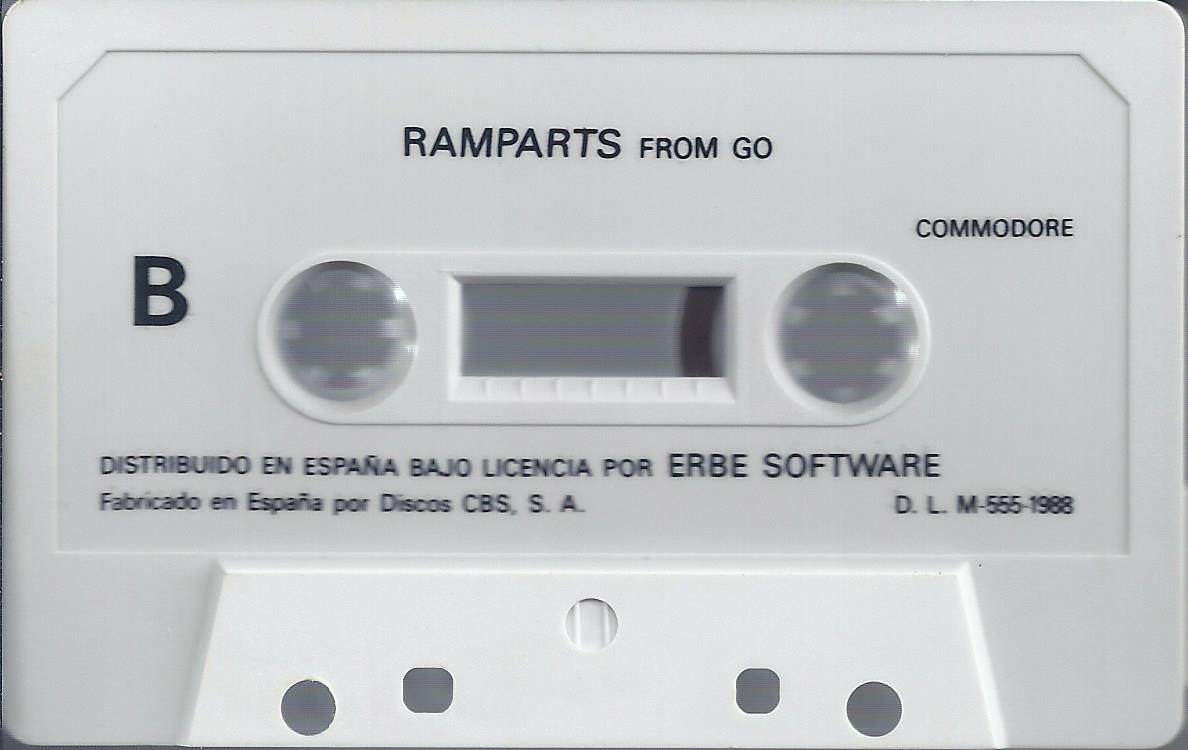 RAMPARTS FROM GO
COMMODORE
B
DISTRIBUIDO EN ESPAÑA BAJO LICENCIA POR ERBE SOFTWARE
Fabricado en España por Discos CBS, S. A. D. L. M-555-1988